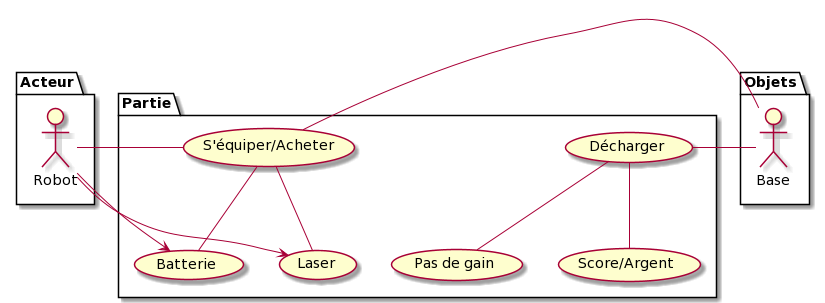 Acteur
Objets
Partie
S'équiper/Acheter
Décharger
Robot
Base
Batterie
Laser
Pas de gain
Score/Argent